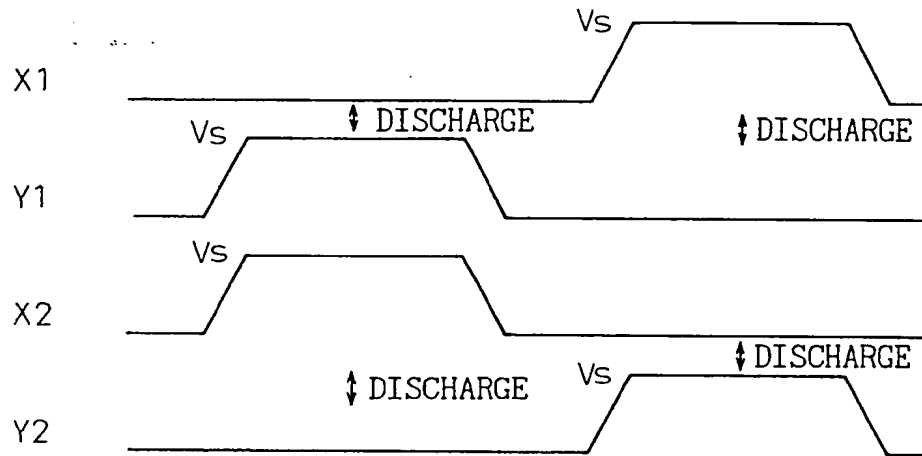 Vs
X1
DISCHARGE
DISCHARGE
Vs
Y1
Vs
X2
DISCHARGE
DISCHARGE
Vs
Y2